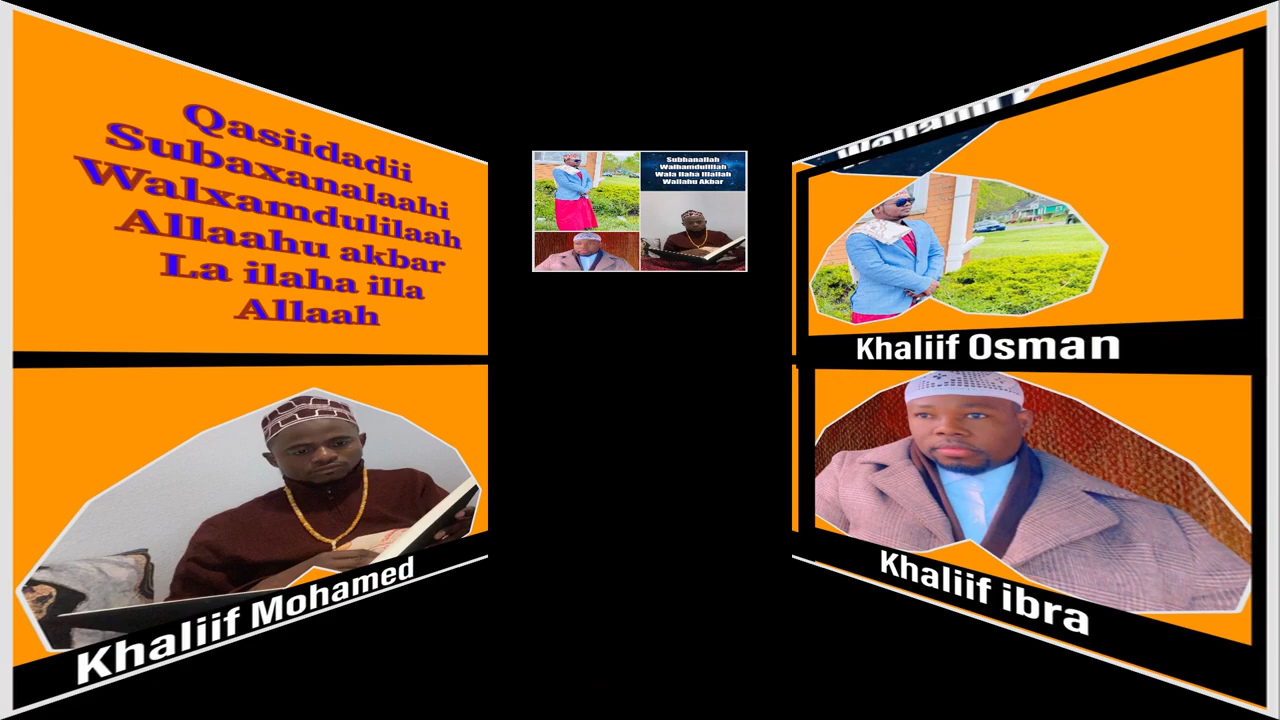 Qasiidadii
Subaxanalaahi
Walxamdulilaah
Allaahu akbar
La ilaha illa
Allaah
Khaliif Mohamed
Subhanallah
Walhamdulillah
Wala Ilaha Illallah
Wallahu Akbar
Khaliif Osman
Khaliif ibra